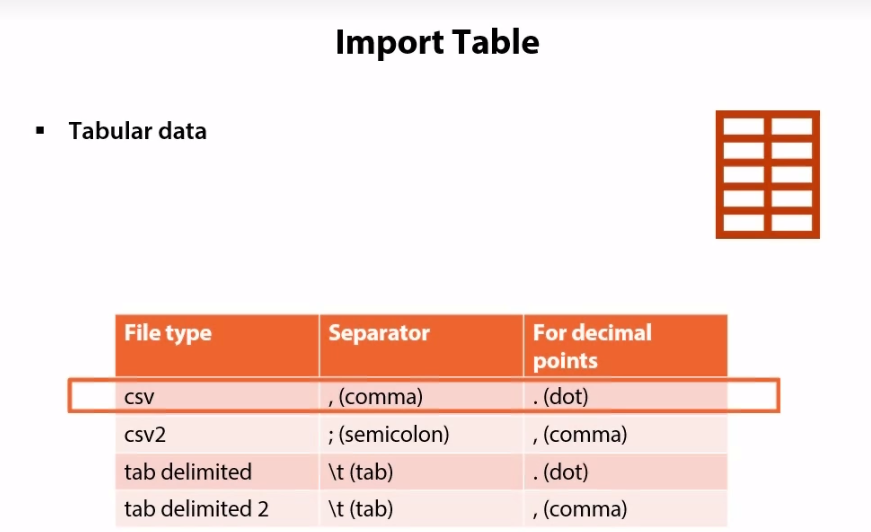 Import Table
▪ Tabular data
File type Separator For decimal
points
csv , (comma) . (dot)
csv2 ; (semicolon) , (comma)
tab delimited \t (tab) . (dot)
tab delimited 2 \t (tab) , (comma)